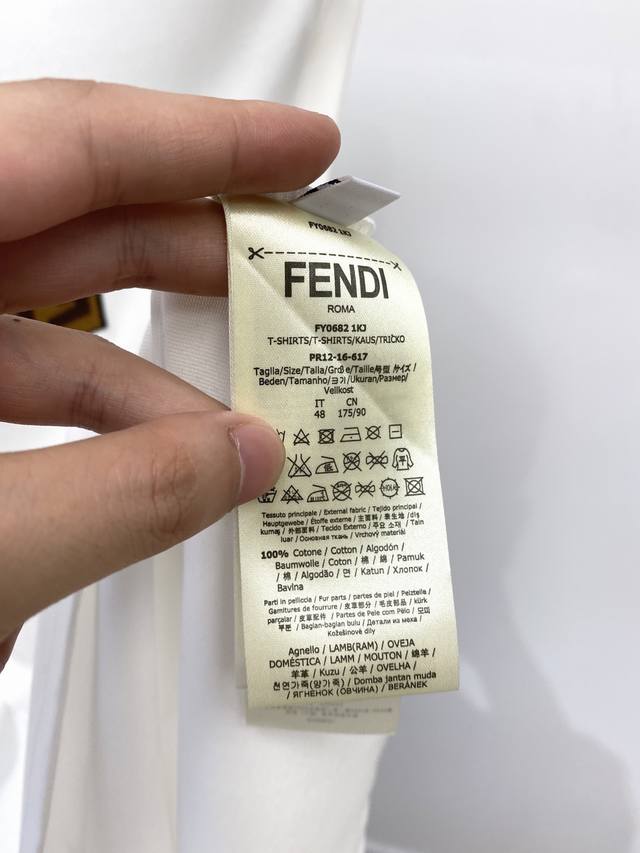 FY0682 1KJ
FENDI
ROMA
FY0682 1KJ
T-SHIRTS/T-SHIRTS/KAUS/TRIČKO
PR12-16-617
Taglia/Size/Talla/Größe/Taille/号型/サイズ/
Beden/Tamanho/크기/Ukuran/Размер/
Velikost
IT CN
48 175/90
Tessuto principale / External fabric / Tejido principal /
Hauptgewebe / Étoffe externe / 主面料 / 表生地 / dış
kumaş / 外部面料 / Tecido Externo / 주요 소재 / Tain
luar / Основная ткань / Vrchový materiál
100% Cotone / Cotton / Algodón /
Baumwolle / Coton / 棉 / 綿 / Pamuk
/ 棉 / Algodão / 면 / Katun / Хлопок /
Bavlna
Parti in pelliccia / Fur parts / partes de piel / Pelzteile /
Garnitures de fourrure / 皮草部分 / 毛皮部品 / kürk
parçalar / 皮草配件 / Partes de Pele com Pêlo / 모피
부분 / Bagian-bagian bulu / Детали из меха /
Kožešinové díly
Agnello / LAMB(RAM) / OVEJA
DOMÉSTICA / LAMM / MOUTON / 绵羊 /
羊革 / Kuzu / 公羊 / OVELHA /
천연가죽(양가죽) / Domba jantan muda
/ ЯГНЁНОК (ОВЧИНА) / BERÁNEK